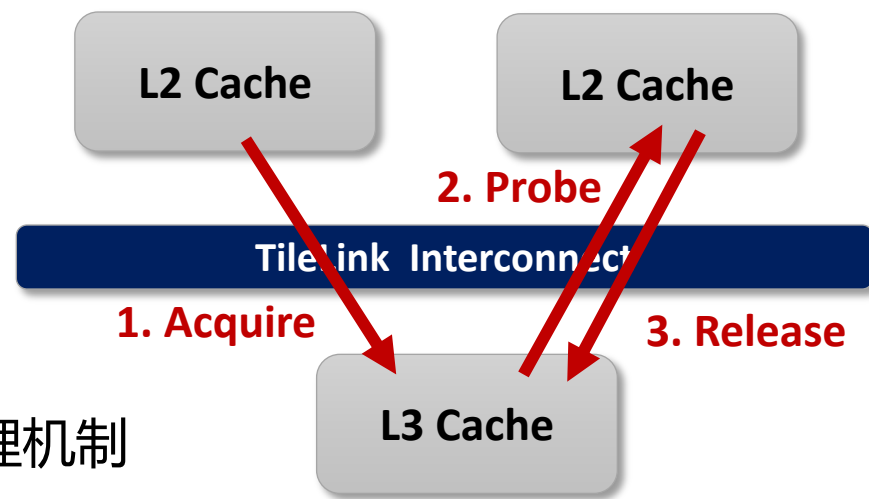 L2 Cache
L2 Cache
2. Probe
TileLink Interconnect
1. Acquire
3. Release
L3 Cache
理机制